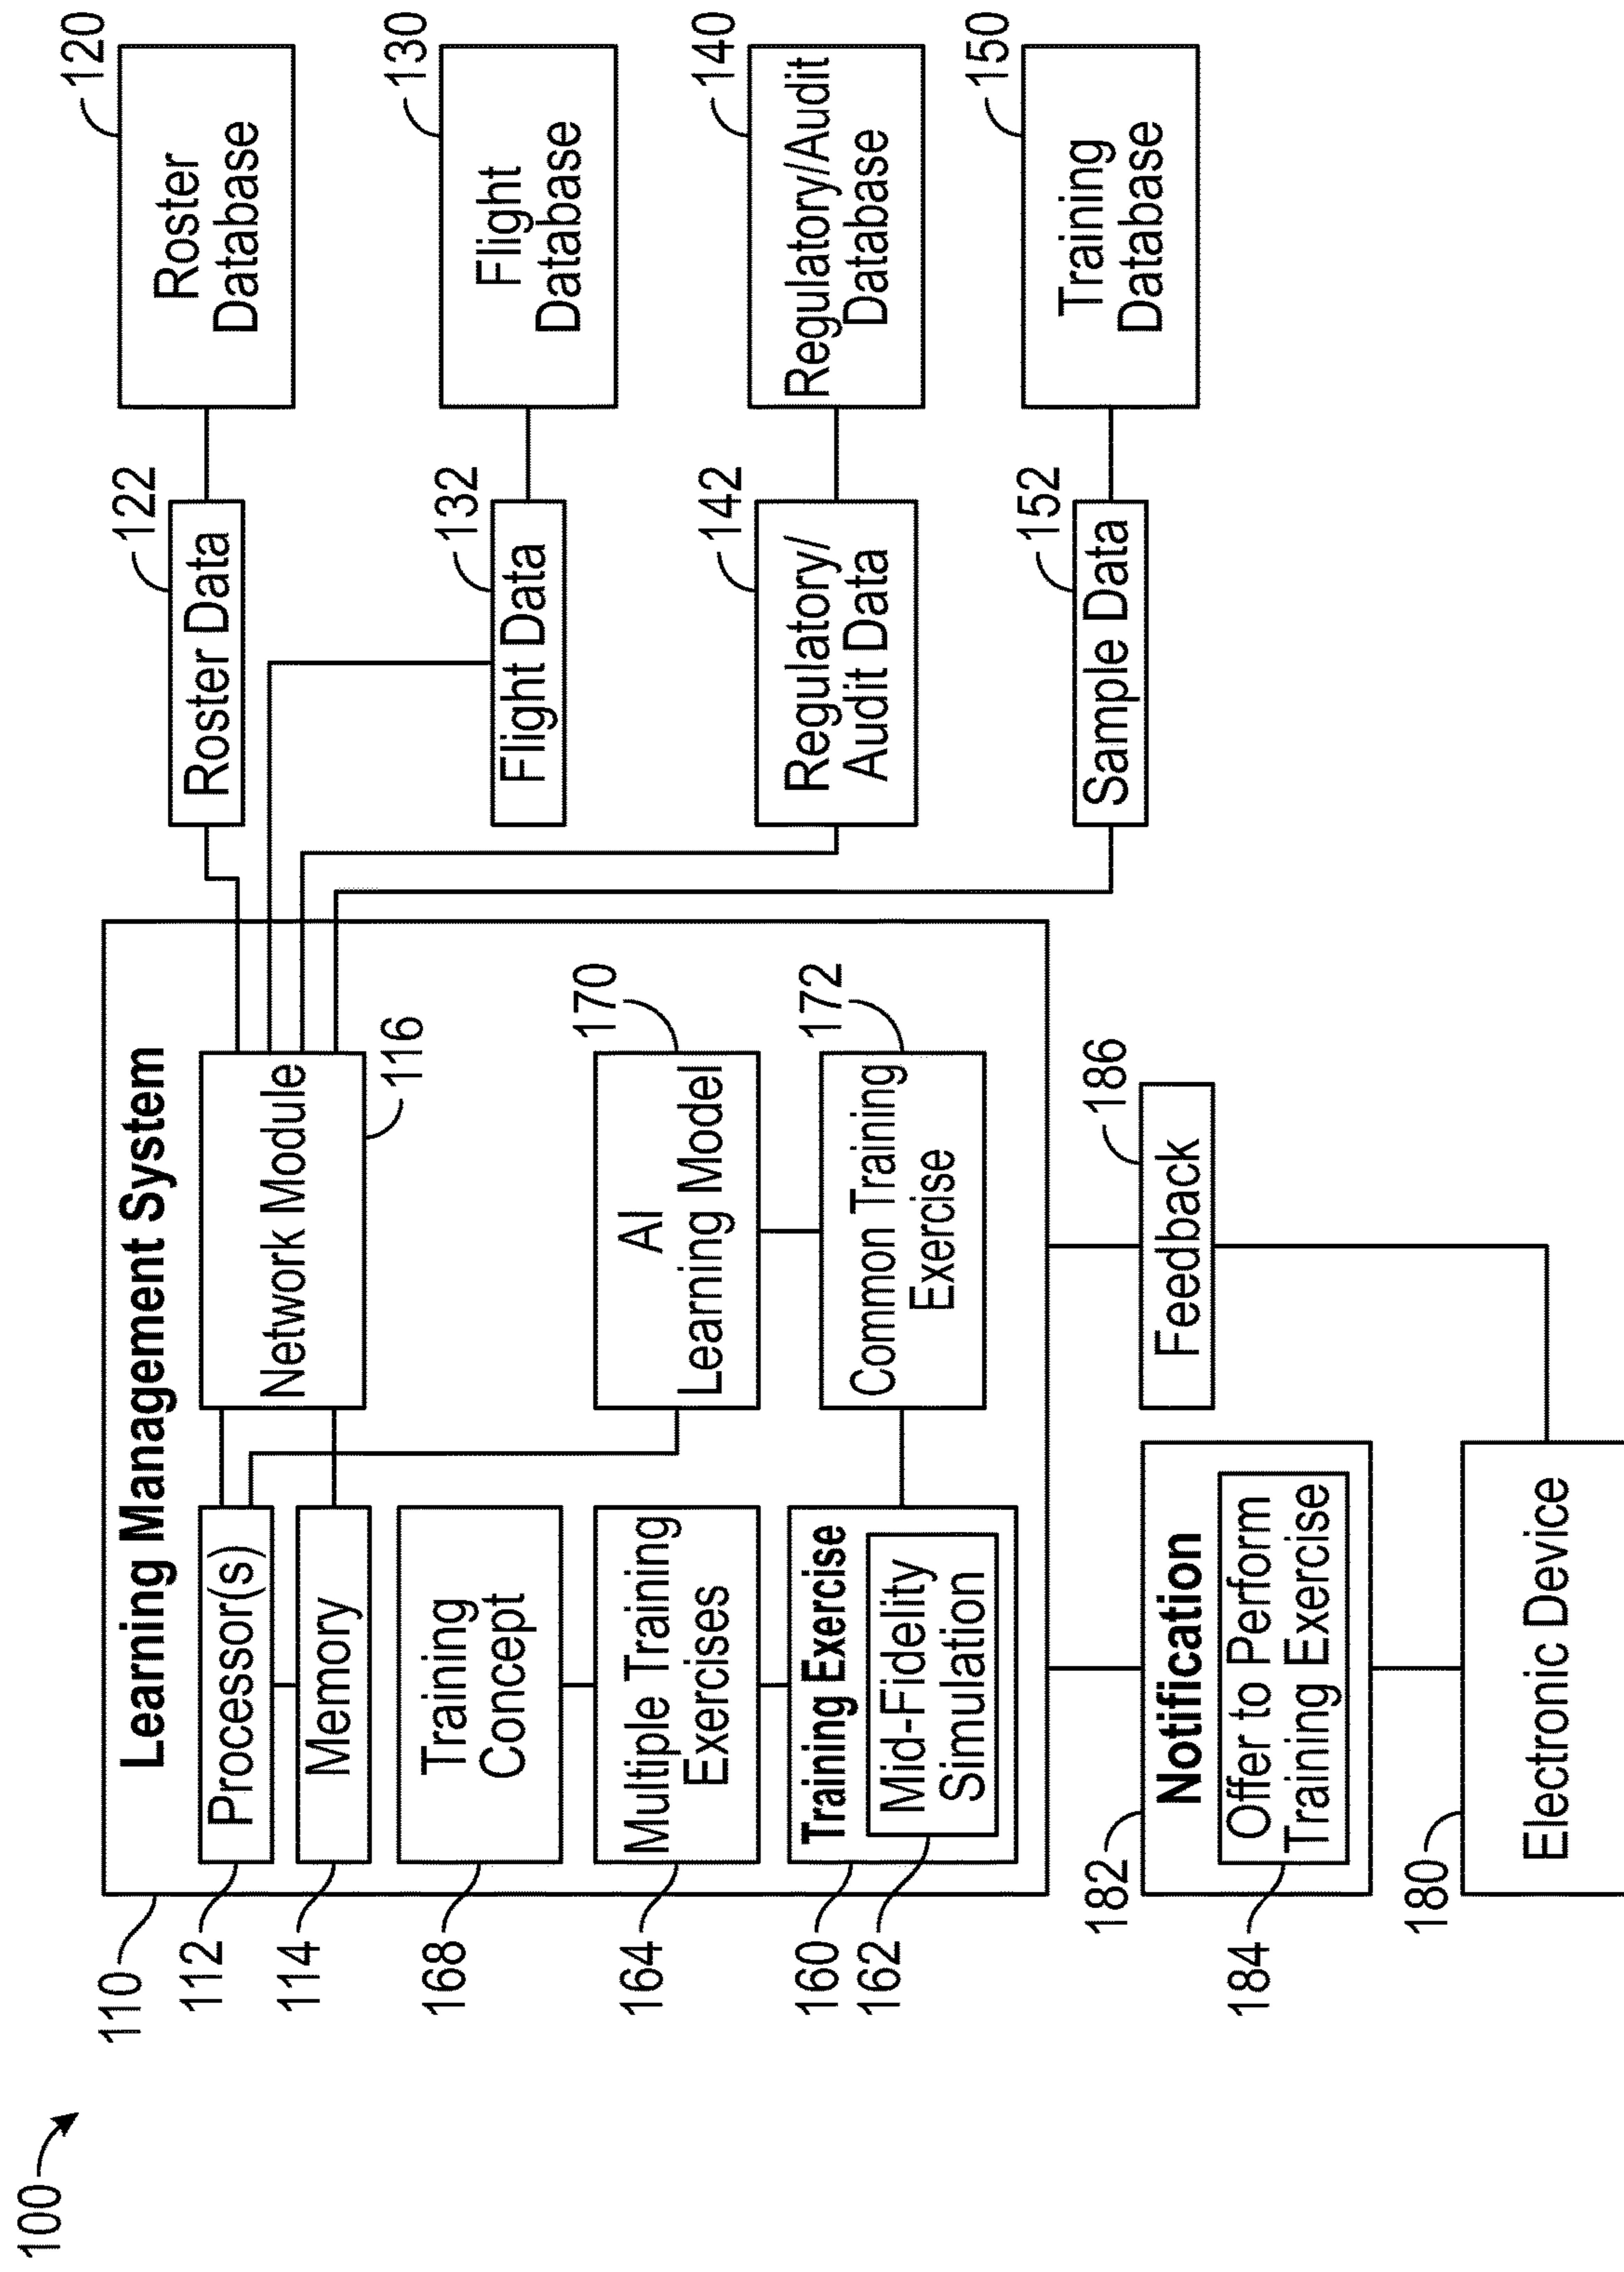 100
110
Learning Management System
112
Processor(s)
114
Memory
Network Module
116
168
Training
Concept
164
Multiple Training
Exercises
AI
Learning Model
170
160
Training Exercise
162
Mid-Fidelity
Simulation
Common Training
Exercise
172
Roster Data
122
Roster
Database
120
Flight Data
132
Flight
Database
130
Regulatory/
Audit Data
142
Regulatory/Audit
Database
140
Sample Data
152
Training
Database
150
182
Notification
184
Offer to Perform
Training Exercise
Feedback
186
180
Electronic Device